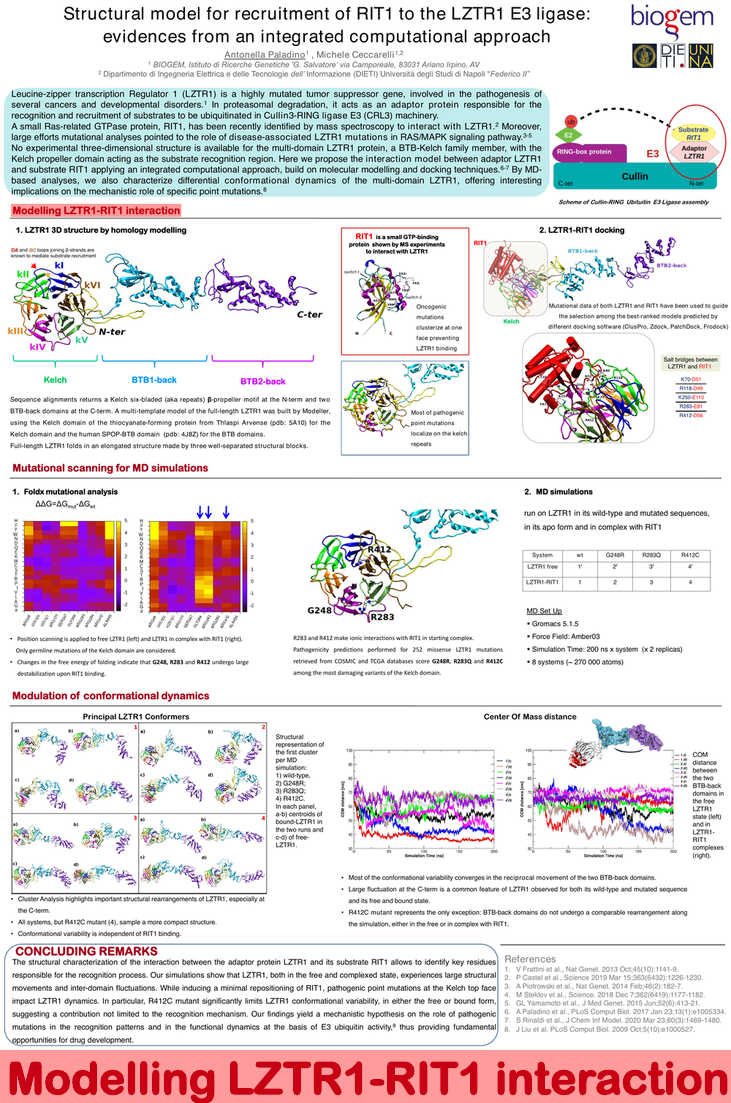 Structural model for recruitment of RIT1 to the LZTR1 E3 ligase:
evidences from an integrated computational approach
biogem
DIE UNI
TI. NA
Antonella Paladino¹ , Michele Ceccarelli¹,²
¹ BIOGEM, Istituto di Ricerche Genetiche 'G. Salvatore' via Camporeale, 83031 Ariano Irpino, AV
² Dipartimento di Ingegneria Elettrica e delle Tecnologie dell' Informazione (DIETI) Università degli Studi di Napoli "Federico II"
Leucine-zipper transcription Regulator 1 (LZTR1) is a highly mutated tumor suppressor gene, involved in the pathogenesis of
several cancers and developmental disorders.¹ In proteasomal degradation, it acts as an adaptor protein responsible for the
recognition and recruitment of substrates to be ubiquitinated in Cullin3-RING ligase E3 (CRL3) machinery.
A small Ras-related GTPase protein, RIT1, has been recently identified by mass spectroscopy to interact with LZTR1.² Moreover,
large efforts mutational analyses pointed to the role of disease-associated LZTR1 mutations in RAS/MAPK signaling pathway.³⁻⁵
No experimental three-dimensional structure is available for the multi-domain LZTR1 protein, a BTB-Kelch family member, with the
Kelch propeller domain acting as the substrate recognition region. Here we propose the interaction model between adaptor LZTR1
and substrate RIT1 applying an integrated computational approach, build on molecular modelling and docking techniques.⁶⁻⁷ By MD-
based analyses, we also characterize differential conformational dynamics of the multi-domain LZTR1, offering interesting
implications on the mechanistic role of specific point mutations.⁸
ub
E2
RING-box protein
E3
Substrate
RIT1
Adaptor
LZTR1
Cullin
C-ter
N-ter
Scheme of Cullin-RING Ubituitin E3 Ligase assembly
Modelling LZTR1-RIT1 interaction
1. LZTR1 3D structure by homology modelling
DA and BC loops joining β-strands are
known to mediate substrate recruitment
kI
kII
kVI
kIII
kIV
kV
N-ter
C-ter
Kelch
BTB1-back
BTB2-back
Sequence alignments returns a Kelch six-bladed (aka repeats) β-propeller motif at the N-term and two
BTB-back domains at the C-term. A multi-template model of the full-length LZTR1 was built by Modeller,
using the Kelch domain of the thiocyanate-forming protein from Thlaspi Arvense (pdb: 5A10) for the
Kelch domain and the human SPOP-BTB domain (pdb: 4J8Z) for the BTB domains.
Full-length LZTR1 folds in an elongated structure made by three well-separated structural blocks.
RIT1 is a small GTP-binding
protein shown by MS experiments
to interact with LZTR1
switch-I
switch-II
N
C
Oncogenic
mutations
clusterize at one
face preventing
LZTR1 binding
Most of pathogenic
point mutations
localize on the kelch
repeats
2. LZTR1-RIT1 docking
RIT1
Kelch
BTB1-back
BTB2-back
Mutational data of both LZTR1 and RIT1 have been used to guide
the selection among the best-ranked models predicted by
different docking software (ClusPro, Zdock, PatchDock, Frodock)
Salt bridges between
LZTR1 and RIT1
K70-D51
R118-D48
K250-E110
R283-E81
R412-D56
Mutational scanning for MD simulations
1. Foldx mutational analysis
ΔΔG=ΔGmut-ΔGwt
5
4
3
2
1
0
-1
-2
5
4
3
2
1
0
-1
-2
• Position scanning is applied to free LZTR1 (left) and LZTR1 in complex with RIT1 (right).
Only germline mutations of the Kelch domain are considered.
• Changes in the free energy of folding indicate that G248, R283 and R412 undergo large
destabilization upon RIT1 binding.
R412
G248
R283
R283 and R412 make ionic interactions with RIT1 in starting complex.
Pathogenicity predictions performed for 252 missense LZTR1 mutations
retrieved from COSMIC and TCGA databases score G248R, R283Q and R412C
among the most damaging variants of the Kelch domain.
2. MD simulations
run on LZTR1 in its wild-type and mutated sequences,
in its apo form and in complex with RIT1
System wt G248R R283Q R412C
LZTR1 free 1ᶠ 2ᶠ 3ᶠ 4ᶠ
LZTR1-RIT1 1 2 3 4
MD Set Up
▪ Gromacs 5.1.5
▪ Force Field: Amber03
▪ Simulation Time: 200 ns x system (x 2 replicas)
▪ 8 systems (~ 270 000 atoms)
Modulation of conformational dynamics
Principal LZTR1 Conformers
a) b) 1 a) b) 2
c) d) c) d)
a) b) 3 a) b) 4
c) d) c) d)
Structural
representation of
the first cluster
per MD
simulation:
1) wild-type,
2) G248R;
3) R283Q;
4) R412C.
In each panel,
a-b) centroids of
bound-LZTR1 in
the two runs and
c-d) of free-
LZTR1.
• Cluster Analysis highlights important structural rearrangements of LZTR1, especially at
the C-term.
• All systems, but R412C mutant (4), sample a more compact structure.
• Conformational variability is independent of RIT1 binding.
Center Of Mass distance
COM distance (nm)
Simulation Time (ns)
0 50 100 150 200
COM distance (nm)
Simulation Time (ns)
0 50 100 150 200
COM
distance
between
the two
BTB-back
domains in
the free
LZTR1
state (left)
and in
LZTR1-
RIT1
complexes
(right).
• Most of the conformational variability converges in the reciprocal movement of the two BTB-back domains.
• Large fluctuation at the C-term is a common feature of LZTR1 observed for both its wild-type and mutated sequence
and its free and bound state.
• R412C mutant represents the only exception: BTB-back domains do not undergo a comparable rearrangement along
the simulation, either in the free or in complex with RIT1.
CONCLUDING REMARKS
The structural characterization of the interaction between the adaptor protein LZTR1 and its substrate RIT1 allows to identify key residues
responsible for the recognition process. Our simulations show that LZTR1, both in the free and complexed state, experiences large structural
movements and inter-domain fluctuations. While inducing a minimal repositioning of RIT1, pathogenic point mutations at the Kelch top face
impact LZTR1 dynamics. In particular, R412C mutant significantly limits LZTR1 conformational variability, in either the free or bound form,
suggesting a contribution not limited to the recognition mechanism. Our findings yield a mechanistic hypothesis on the role of pathogenic
mutations in the recognition patterns and in the functional dynamics at the basis of E3 ubiquitin activity,⁸ thus providing fundamental
opportunities for drug development.
References
1. V Frattini et al., Nat Genet. 2013 Oct;45(10):1141-9.
2. P Castel et al., Science 2019 Mar 15;363(6432):1226-1230.
3. A Piotrowski et al., Nat Genet. 2014 Feb;46(2):182-7.
4. M Steklov et al., Science. 2018 Dec 7;362(6419):1177-1182.
5. GL Yamamoto et al., J Med Genet. 2015 Jun;52(6):413-21.
6. A Paladino et al., PLoS Comput Biol. 2017 Jan 23;13(1):e1005334.
7. S Rinaldi et al., J Chem Inf Model. 2020 Mar 23;60(3):1469-1480.
8. J Liu et al. PLoS Comput Biol. 2009 Oct;5(10):e1000527.
Modelling LZTR1-RIT1 interaction